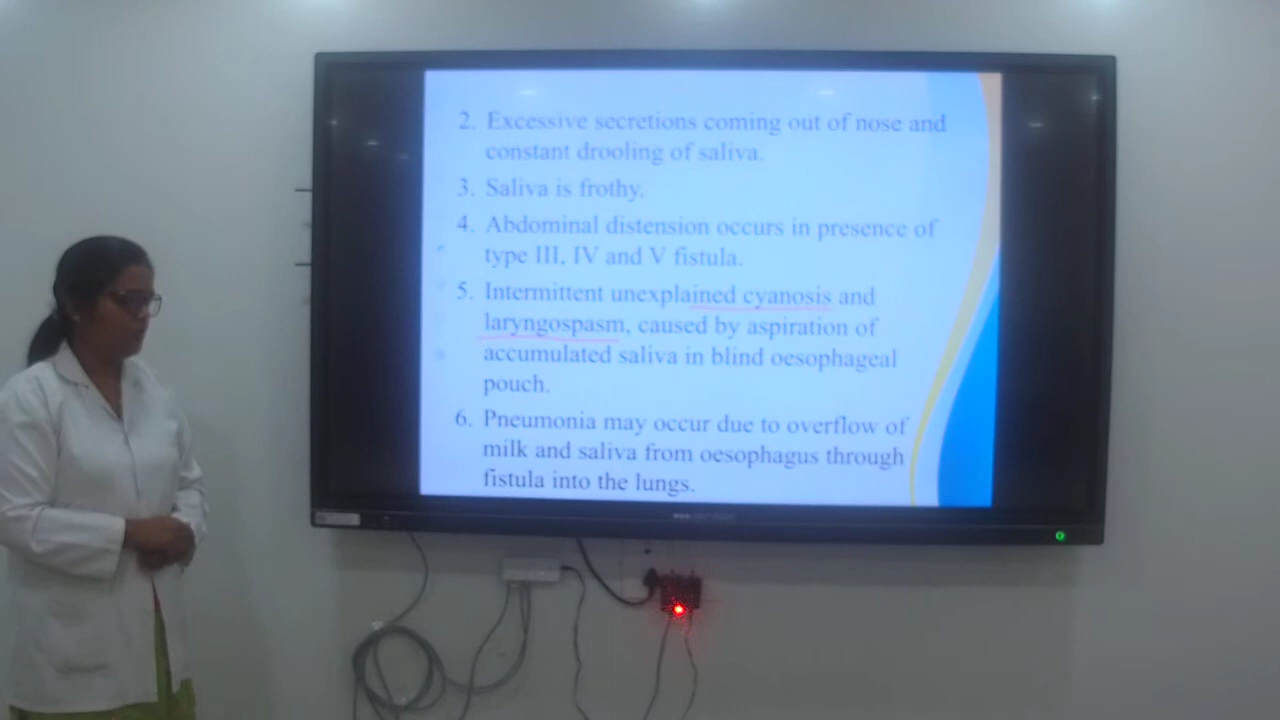 2. Excessive secretions coming out of nose and
constant drooling of saliva.
3. Saliva is frothy.
4. Abdominal distension occurs in presence of
type III, IV and V fistula.
5. Intermittent unexplained cyanosis and
laryngospasm, caused by aspiration of
accumulated saliva in blind oesophageal
pouch.
6. Pneumonia may occur due to overflow of
milk and saliva from oesophagus through
fistula into the lungs.